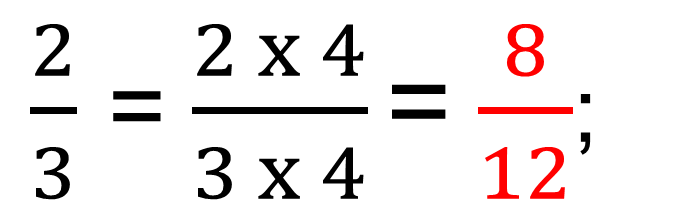 2/3 = 2 x 4/3 x 4 = 8/12;